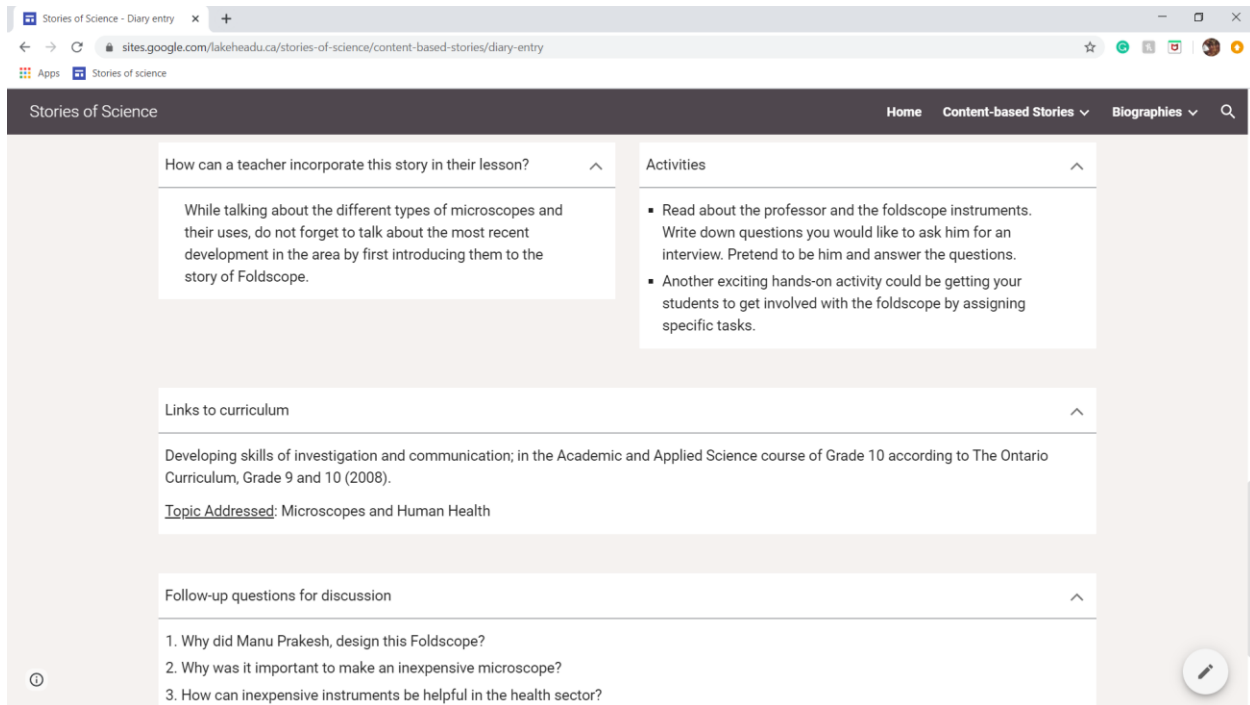 Stories of Science - Diary entry
sites.google.com/lakeheadu.ca/stories-of-science/content-based-stories/diary-entry
Apps Stories of science
Stories of Science Home Content-based Stories Biographies
How can a teacher incorporate this story in their lesson?
While talking about the different types of microscopes and
their uses, do not forget to talk about the most recent
development in the area by first introducing them to the
story of Foldscope.
Activities
▪ Read about the professor and the foldscope instruments.
Write down questions you would like to ask him for an
interview. Pretend to be him and answer the questions.
▪ Another exciting hands-on activity could be getting your
students to get involved with the foldscope by assigning
specific tasks.
Links to curriculum
Developing skills of investigation and communication; in the Academic and Applied Science course of Grade 10 according to The Ontario
Curriculum, Grade 9 and 10 (2008).
Topic Addressed: Microscopes and Human Health
Follow-up questions for discussion
1. Why did Manu Prakesh, design this Foldscope?
2. Why was it important to make an inexpensive microscope?
3. How can inexpensive instruments be helpful in the health sector?